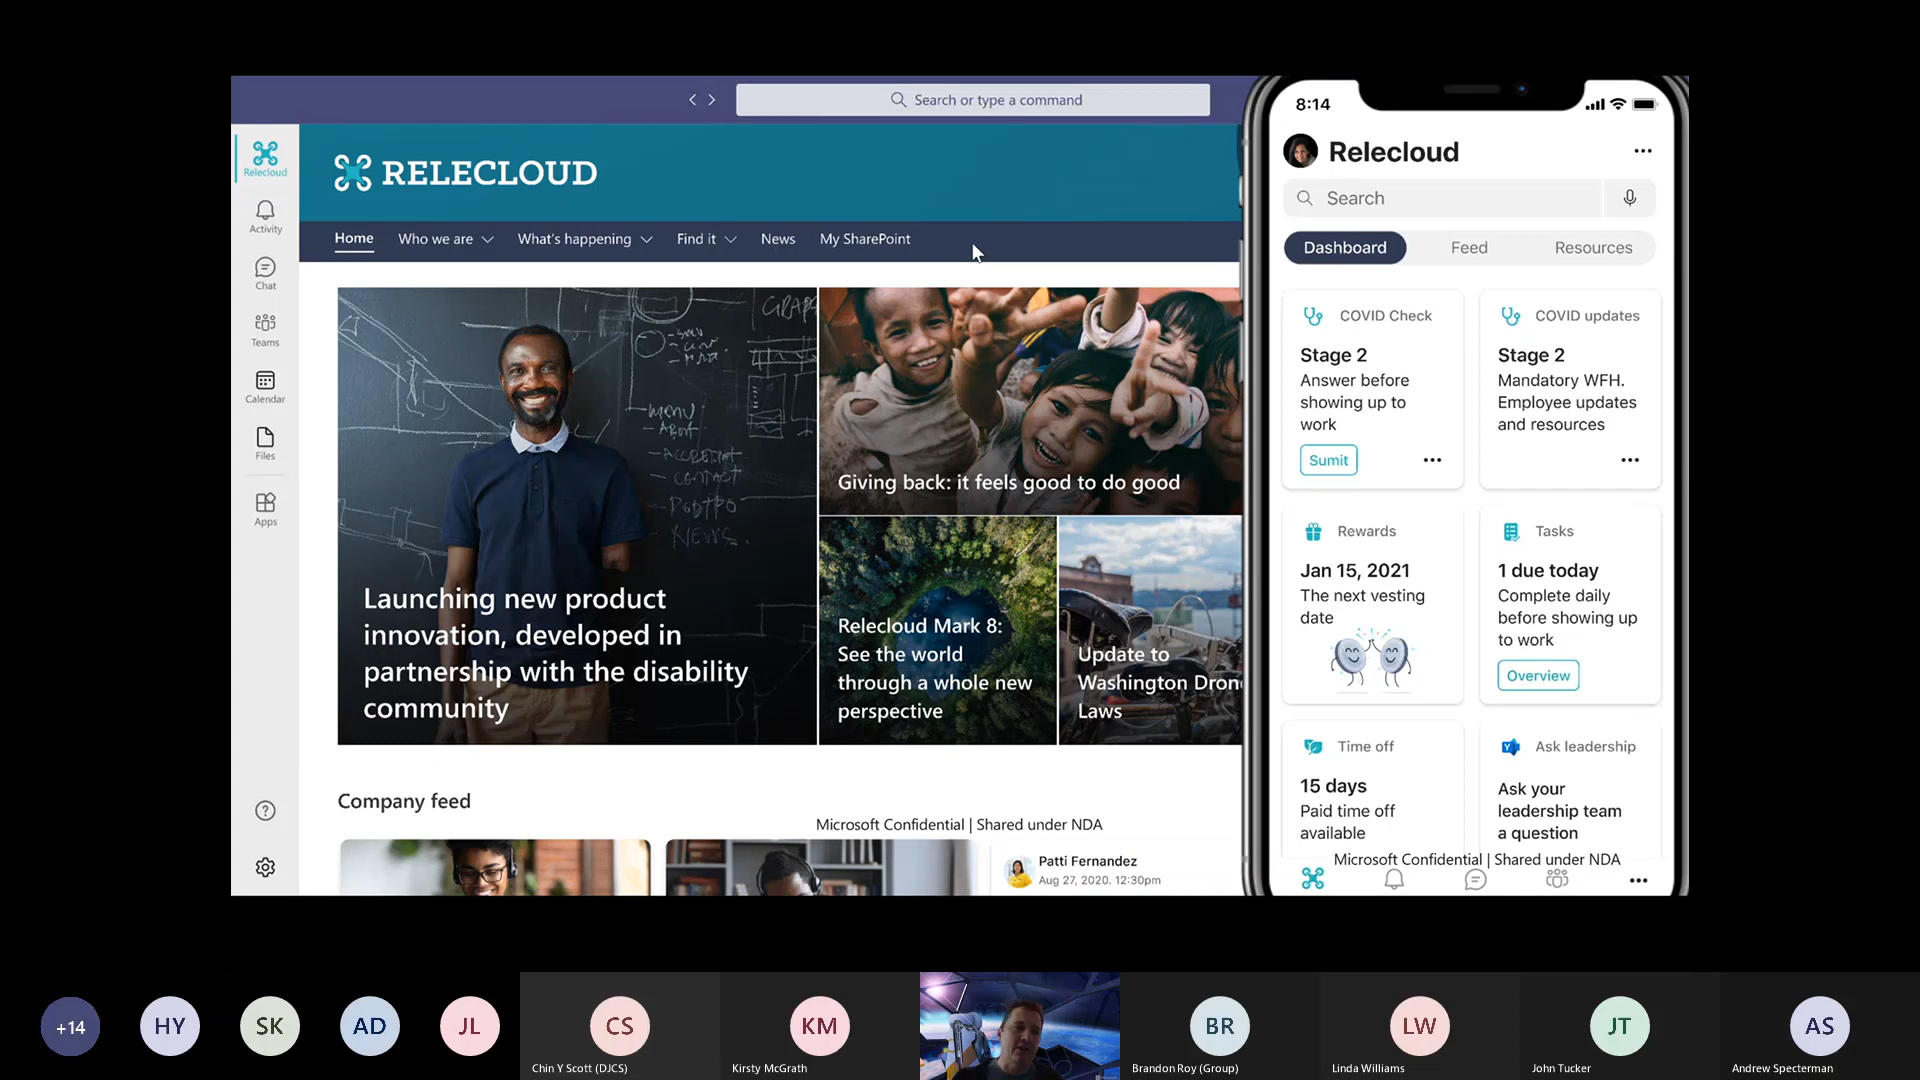 Search or type a command
8:14
Relecloud
RELECLOUD
Relecloud
Search
Activity
Home
Who we are
What's happening
Find it
News
My SharePoint
Dashboard
Feed
Resources
Chat
Teams
Calendar
Files
Apps
MENU
ABOUT
CONTACT
NEWS.
Launching new product
innovation, developed in
partnership with the disability
community
Giving back: it feels good to do good
Relecloud Mark 8:
See the world
through a whole new
perspective
Update to
Washington Dron
Laws
COVID Check
Stage 2
Answer before
showing up to
work
Sumit
COVID updates
Stage 2
Mandatory WFH.
Employee updates
and resources
Rewards
Jan 15, 2021
The next vesting
date
Tasks
1 due today
Complete daily
before showing up
to work
Overview
Time off
15 days
Paid time off
available
Ask leadership
Ask your
leadership team
a question
Company feed
Microsoft Confidential | Shared under NDA
Patti Fernandez
Aug 27, 2020. 12:30pm
Microsoft Confidential | Shared under NDA
+14
HY
SK
AD
JL
CS
Chin Y Scott (DJCS)
KM
Kirsty McGrath
BR
Brandon Roy (Group)
LW
Linda Williams
JT
John Tucker
AS
Andrew Specterman